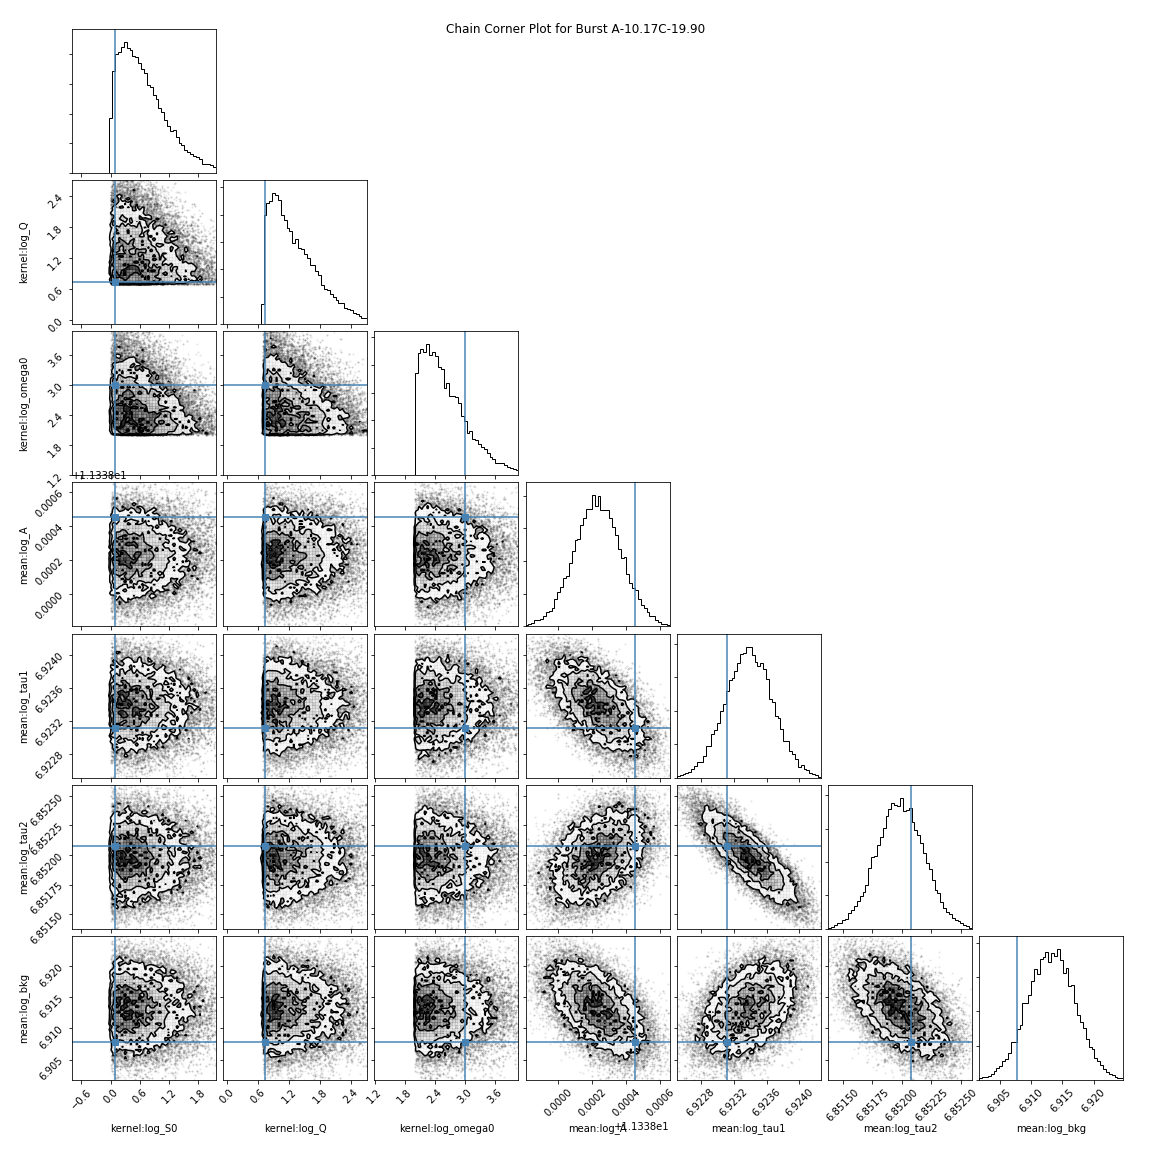 Chain Corner Plot for Burst A-10.17C-19.90
kernel:log_Q
2.4
1.8
1.2
0.6
0.0
kernel:log_omega0
3.6
3.0
2.4
1.8
1.2
+1.1338e1
mean:log_A
0.0006
0.0004
0.0002
0.0000
mean:log_tau1
6.9240
6.9236
6.9232
6.9228
mean:log_tau2
6.85250
6.85225
6.85200
6.85175
6.85150
mean:log_bkg
6.920
6.915
6.910
6.905
−0.6 0.0 0.6 1.2 1.8
0.0 0.6 1.2 1.8 2.4
1.2 1.8 2.4 3.0 3.6
0.0000 0.0002 0.0004 0.0006
6.9228 6.9232 6.9236 6.9240
6.85150 6.85175 6.85200 6.85225 6.85250
6.905 6.910 6.915 6.920
kernel:log_S0 kernel:log_Q kernel:log_omega0 mean:log_A +1.1338e1 mean:log_tau1 mean:log_tau2 mean:log_bkg